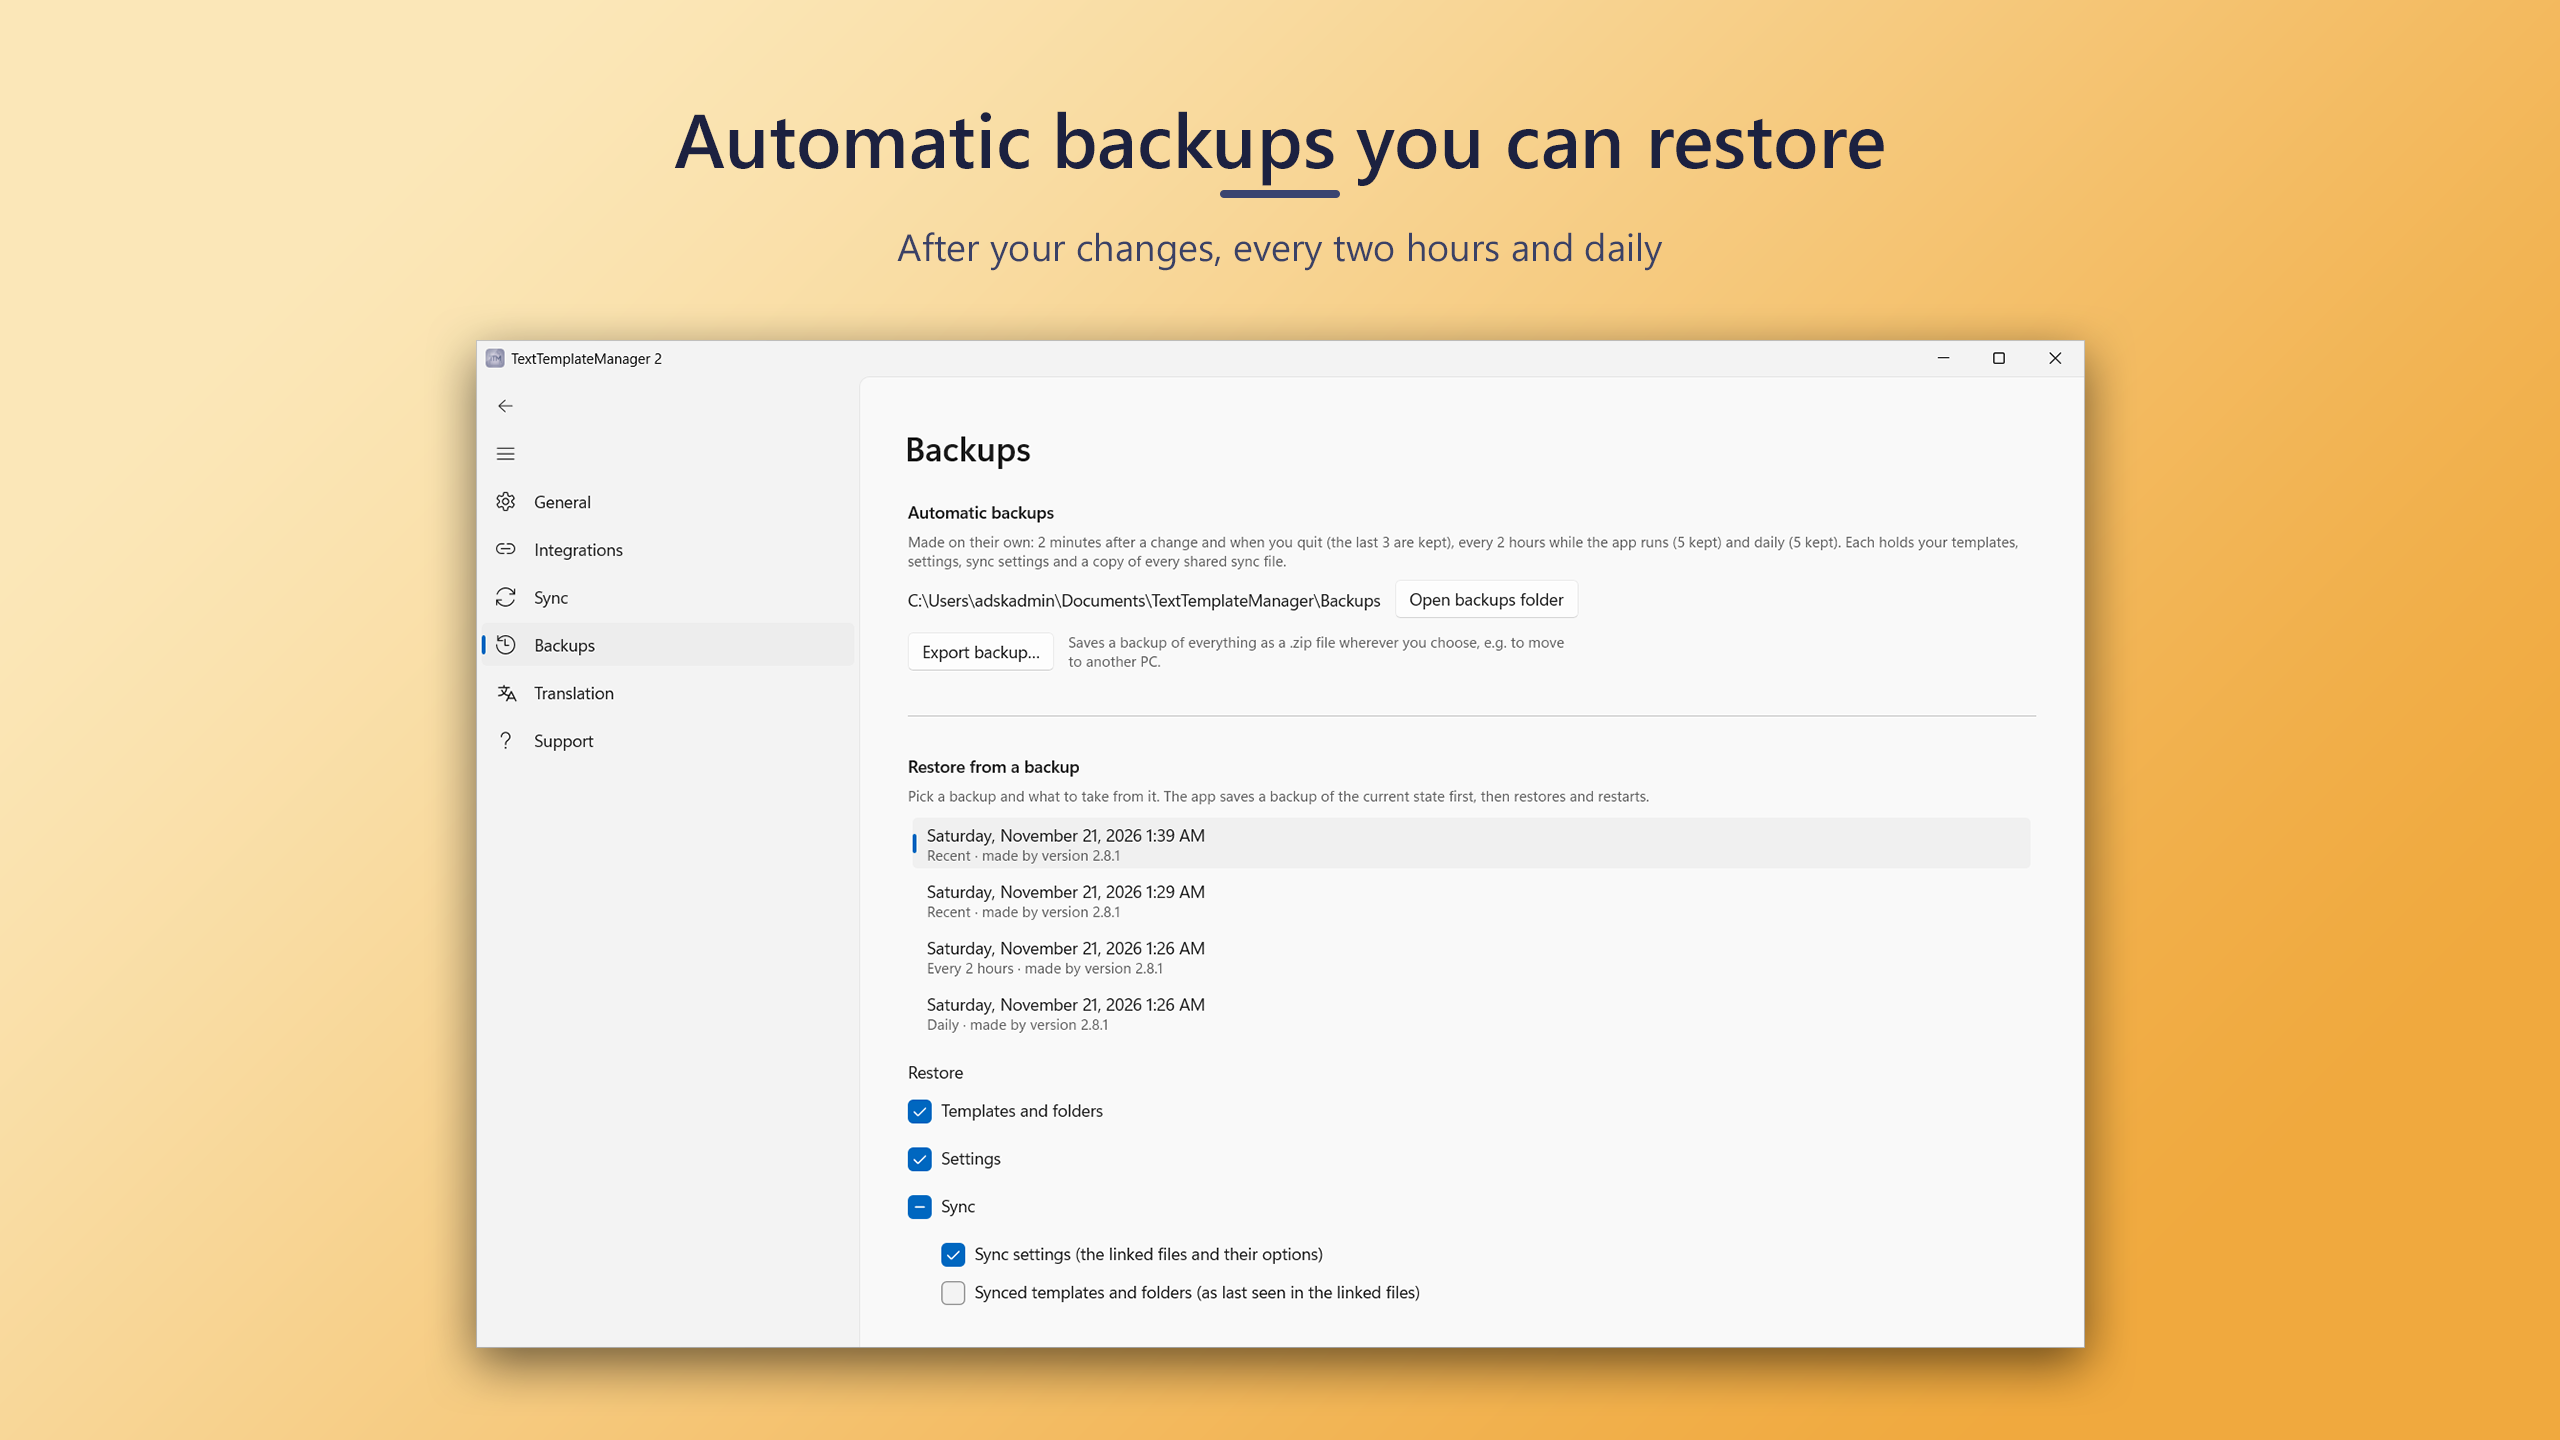 Automatic backups you can restore
After your changes, every two hours and daily
TextTemplateManager 2
General
Integrations
Sync
Backups
Translation
Support
Backups
Automatic backups
Made on their own: 2 minutes after a change and when you quit (the last 3 are kept), every 2 hours while the app runs (5 kept) and daily (5 kept). Each holds your templates,
settings, sync settings and a copy of every shared sync file.
C:\Users\adskadmin\Documents\TextTemplateManager\Backups
Open backups folder
Export backup...
Saves a backup of everything as a .zip file wherever you choose, e.g. to move
to another PC.
Restore from a backup
Pick a backup and what to take from it. The app saves a backup of the current state first, then restores and restarts.
Saturday, November 21, 2026 1:39 AM
Recent · made by version 2.8.1
Saturday, November 21, 2026 1:29 AM
Recent · made by version 2.8.1
Saturday, November 21, 2026 1:26 AM
Every 2 hours · made by version 2.8.1
Saturday, November 21, 2026 1:26 AM
Daily · made by version 2.8.1
Restore
Templates and folders
Settings
Sync
Sync settings (the linked files and their options)
Synced templates and folders (as last seen in the linked files)